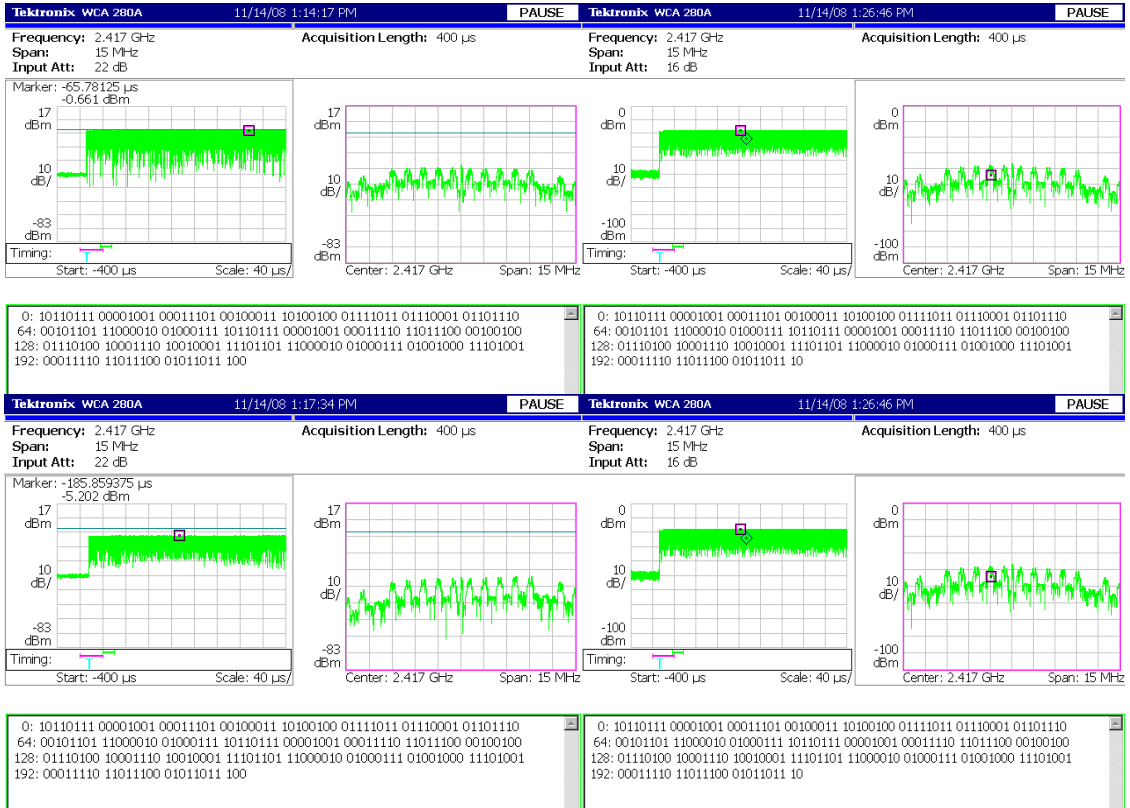 Tektronix WCA 280A 11/14/08 1:14:17 PM PAUSE
Frequency: 2.417 GHz Acquisition Length: 400 µs
Span: 15 MHz
Input Att: 22 dB
Marker: -65.78125 µs
-0.661 dBm
17
dBm
10
dB/
-83
dBm
Timing:
Start: -400 µs Scale: 40 µs/
17
dBm
10
dB/
-83
dBm
Center: 2.417 GHz Span: 15 MHz
0: 10110111 00001001 00011101 00100011 10100100 01111011 01110001 01101110
64: 00101101 11000010 01000111 10110111 00001001 00011110 11011100 00100100
128: 01110100 10001110 10010001 11101101 11000010 01000111 01001000 11101001
192: 00011110 11011100 01011011 100
Tektronix WCA 280A 11/14/08 1:26:46 PM PAUSE
Frequency: 2.417 GHz Acquisition Length: 400 µs
Span: 15 MHz
Input Att: 16 dB
0
dBm
10
dB/
-100
dBm
Timing:
Start: -400 µs Scale: 40 µs/
0
dBm
10
dB/
-100
dBm
Center: 2.417 GHz Span: 15 MHz
0: 10110111 00001001 00011101 00100011 10100100 01111011 01110001 01101110
64: 00101101 11000010 01000111 10110111 00001001 00011110 11011100 00100100
128: 01110100 10001110 10010001 11101101 11000010 01000111 01001000 11101001
192: 00011110 11011100 01011011 10
Tektronix WCA 280A 11/14/08 1:17:34 PM PAUSE
Frequency: 2.417 GHz Acquisition Length: 400 µs
Span: 15 MHz
Input Att: 22 dB
Marker: -185.859375 µs
-5.202 dBm
17
dBm
10
dB/
-83
dBm
Timing:
Start: -400 µs Scale: 40 µs/
17
dBm
10
dB/
-83
dBm
Center: 2.417 GHz Span: 15 MHz
0: 10110111 00001001 00011101 00100011 10100100 01111011 01110001 01101110
64: 00101101 11000010 01000111 10110111 00001001 00011110 11011100 00100100
128: 01110100 10001110 10010001 11101101 11000010 01000111 01001000 11101001
192: 00011110 11011100 01011011 100
Tektronix WCA 280A 11/14/08 1:26:46 PM PAUSE
Frequency: 2.417 GHz Acquisition Length: 400 µs
Span: 15 MHz
Input Att: 16 dB
0
dBm
10
dB/
-100
dBm
Timing:
Start: -400 µs Scale: 40 µs/
0
dBm
10
dB/
-100
dBm
Center: 2.417 GHz Span: 15 MHz
0: 10110111 00001001 00011101 00100011 10100100 01111011 01110001 01101110
64: 00101101 11000010 01000111 10110111 00001001 00011110 11011100 00100100
128: 01110100 10001110 10010001 11101101 11000010 01000111 01001000 11101001
192: 00011110 11011100 01011011 10